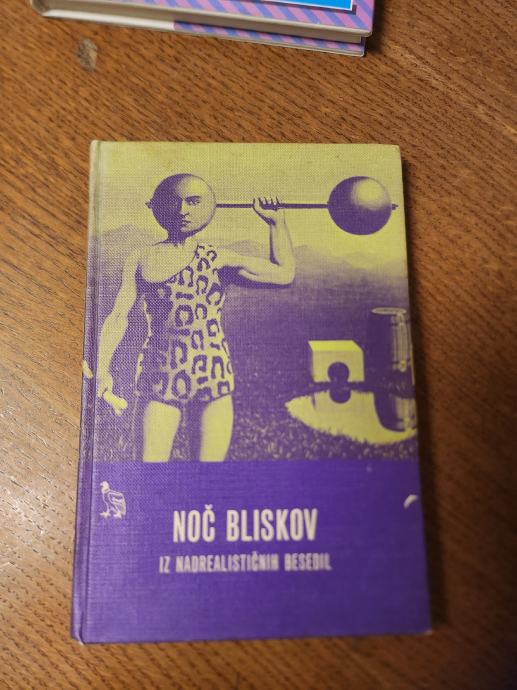 NOČ BLISKOV
IZ NADREALISTIČNIH BESEDIL